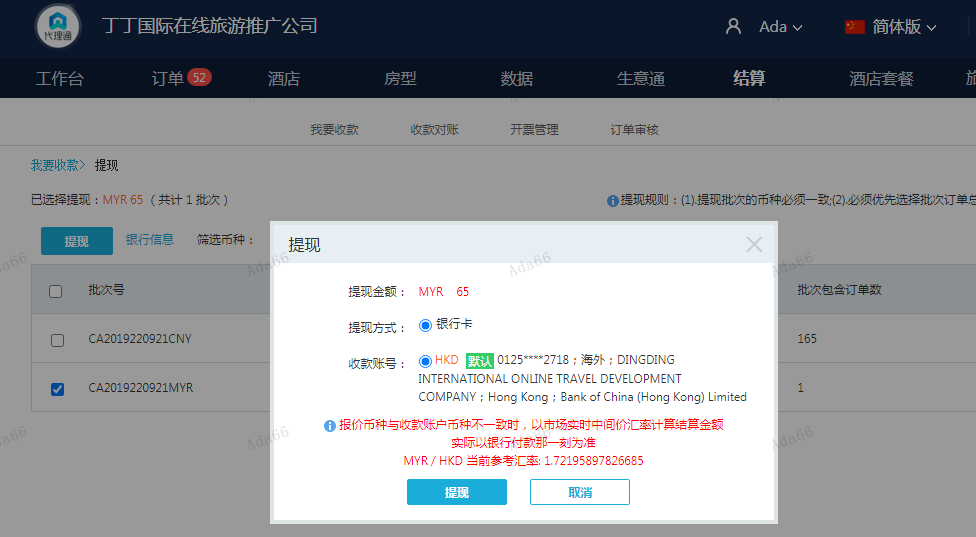 代理通
丁丁国际在线旅游推广公司
Ada
简体版
工作台 订单 52 酒店 房型 数据 生意通 结算 酒店套餐
我要收款 收款对账 开票管理 订单审核
我要收款> 提现
已选择提现：MYR 65 （共计 1 批次）
提现规则：(1).提现批次的币种必须一致;(2).必须优先选择批次订单总
提现 银行信息 筛选币种：
批次号 批次包含订单数
CA2019220921CNY 165
CA2019220921MYR 1
提现
提现金额： MYR 65
提现方式： 银行卡
收款账号： HKD 默认 0125****2718；海外；DINGDING
INTERNATIONAL ONLINE TRAVEL DEVELOPMENT
COMPANY；Hong Kong；Bank of China (Hong Kong) Limited
报价币种与收款账户币种不一致时，以市场实时中间价汇率计算结算金额
实际以银行付款那一刻为准
MYR / HKD 当前参考汇率: 1.72195897826685
提现 取消
Ada66
Ada66
Ada66
Ada66